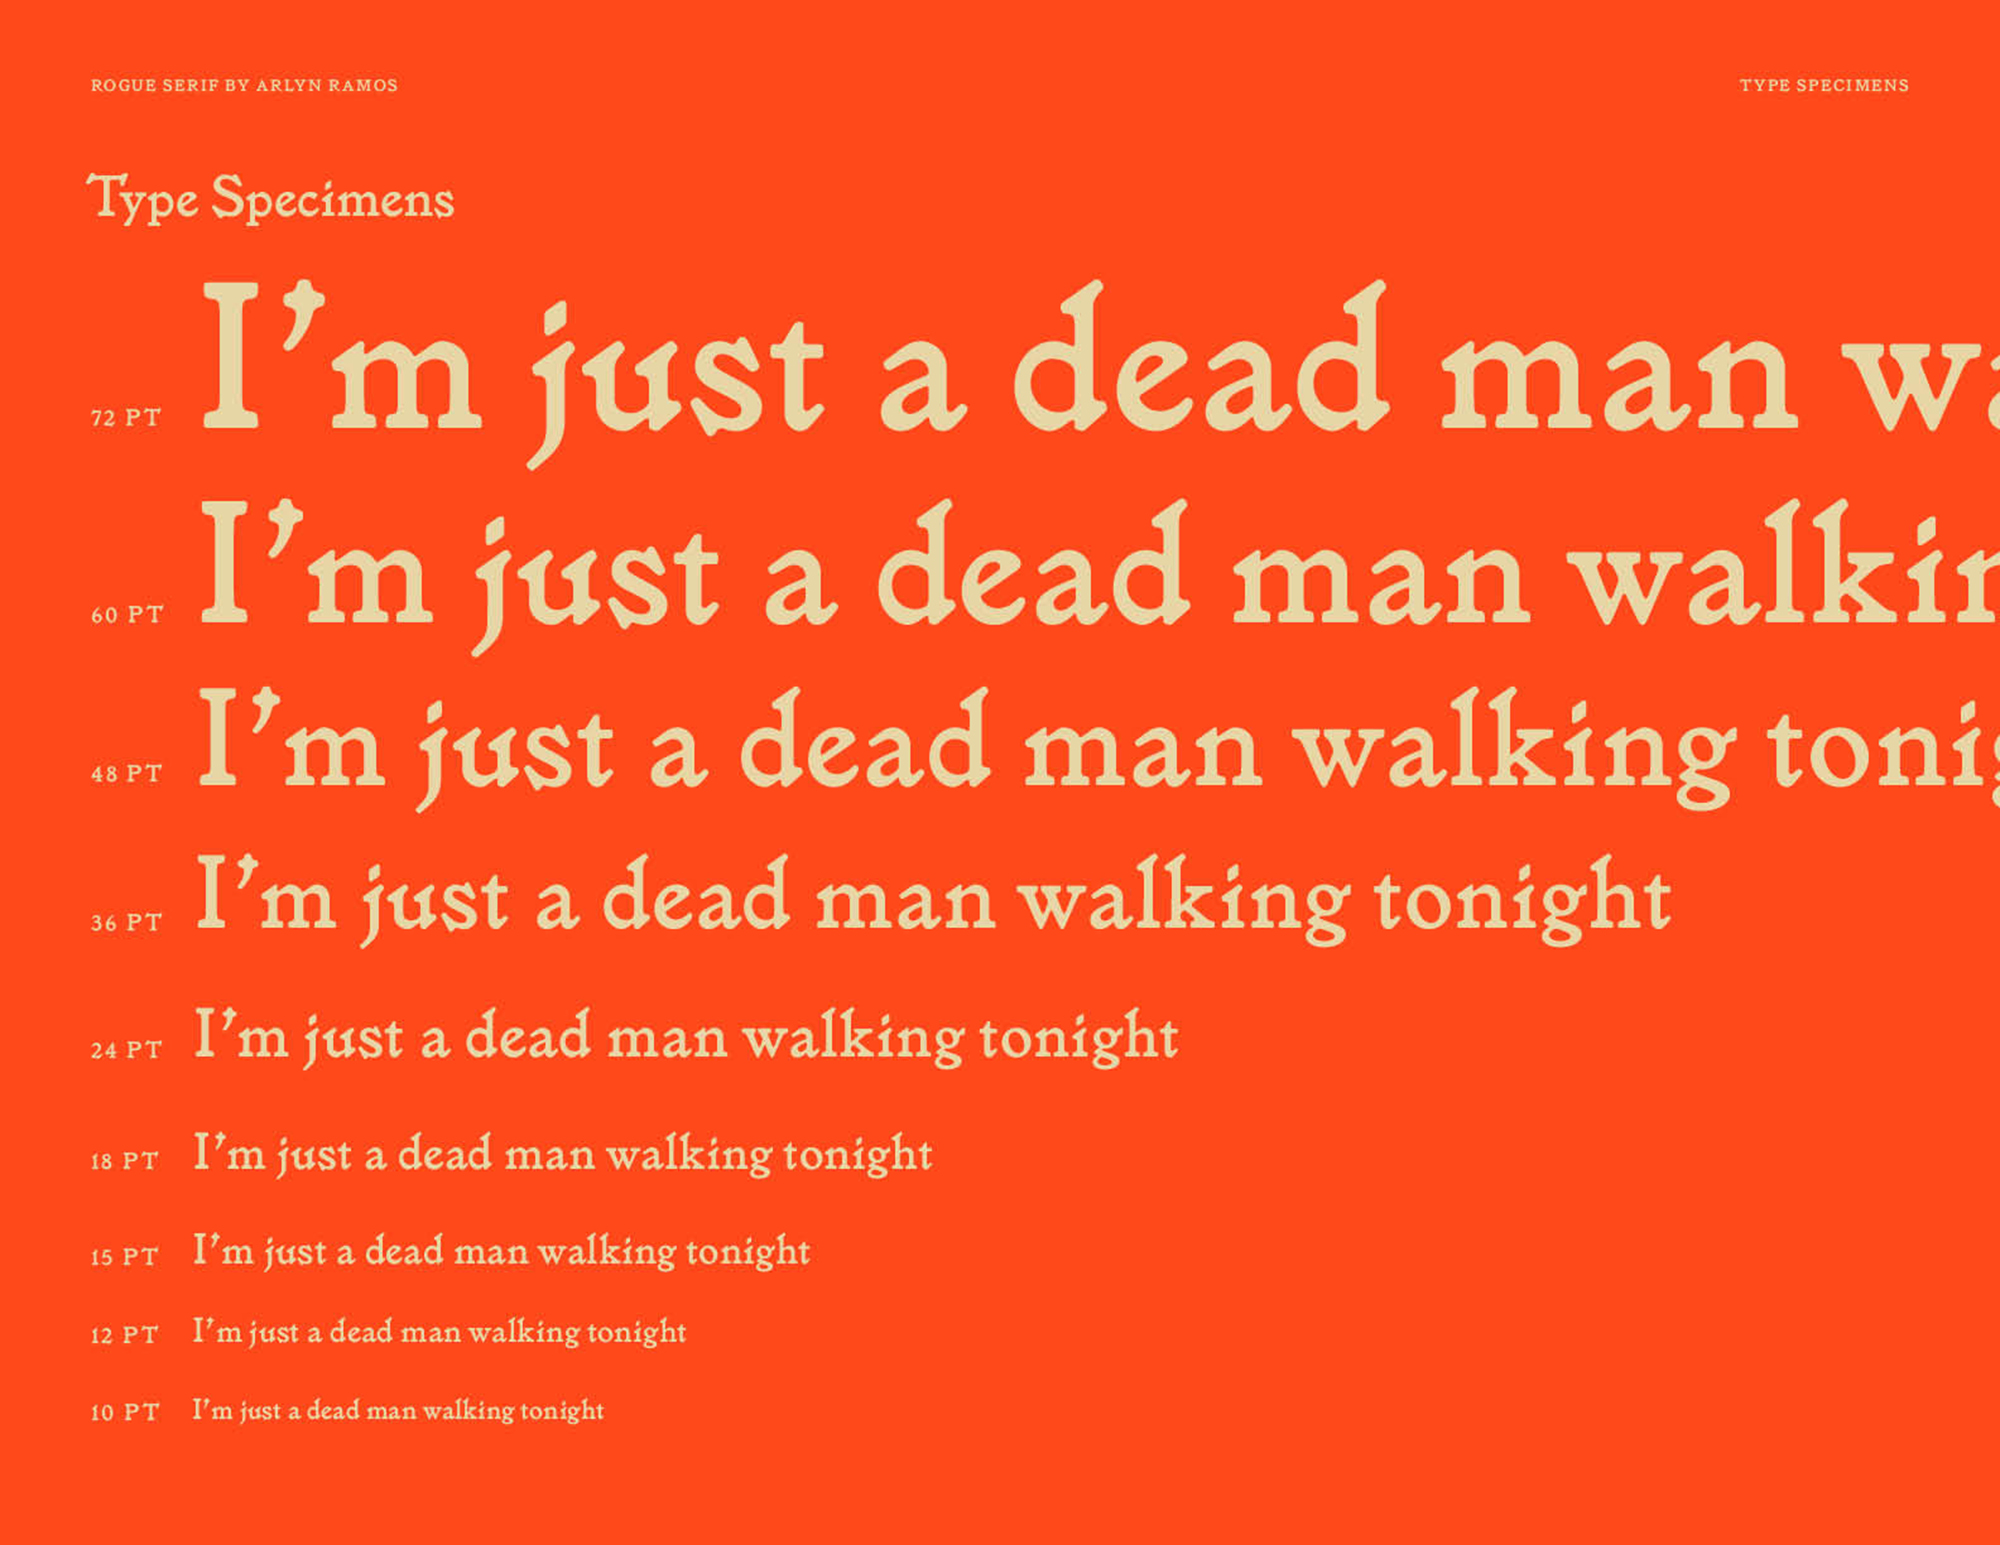 ROGUE SERIF BY ARLYN RAMOS
TYPE SPECIMENS
Type Specimens
72 PT I’m just a dead man wa
60 PT I’m just a dead man walkin
48 PT I’m just a dead man walking tonig
36 PT I’m just a dead man walking tonight
24 PT I’m just a dead man walking tonight
18 PT I’m just a dead man walking tonight
15 PT I’m just a dead man walking tonight
12 PT I’m just a dead man walking tonight
10 PT I’m just a dead man walking tonight